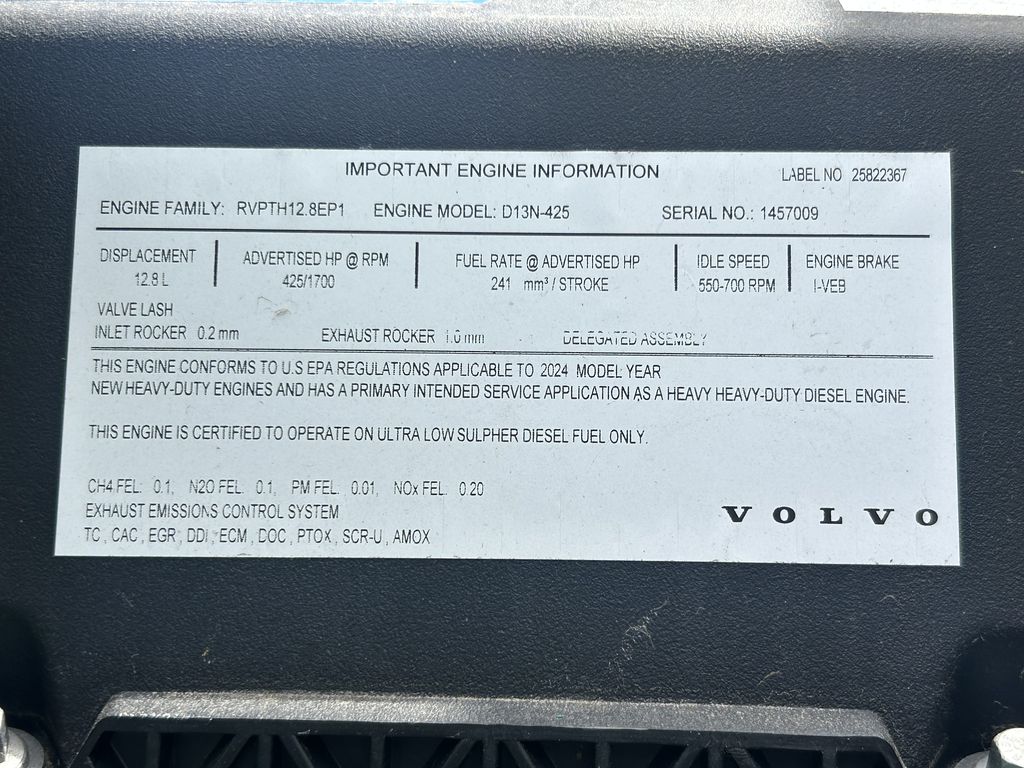 IMPORTANT ENGINE INFORMATION LABEL NO 25822367
ENGINE FAMILY: RVPTH12.8EP1 ENGINE MODEL: D13N-425 SERIAL NO.: 1457009
DISPLACEMENT ADVERTISED HP @ RPM FUEL RATE @ ADVERTISED HP IDLE SPEED ENGINE BRAKE
12.8 L 425/1700 241 mm³ / STROKE 550-700 RPM I-VEB
VALVE LASH
INLET ROCKER 0.2 mm EXHAUST ROCKER 1.0 mm DELEGATED ASSEMBLY
THIS ENGINE CONFORMS TO U.S EPA REGULATIONS APPLICABLE TO 2024 MODEL YEAR
NEW HEAVY-DUTY ENGINES AND HAS A PRIMARY INTENDED SERVICE APPLICATION AS A HEAVY HEAVY-DUTY DIESEL ENGINE.
THIS ENGINE IS CERTIFIED TO OPERATE ON ULTRA LOW SULPHER DIESEL FUEL ONLY.
CH4 FEL: 0.1, N2O FEL 0.1, PM FEL 0.01, NOx FEL 0.20
EXHAUST EMISSIONS CONTROL SYSTEM
TC , CAC , EGR , DDI , ECM , DOC , PTOX , SCR-U , AMOX
VOLVO